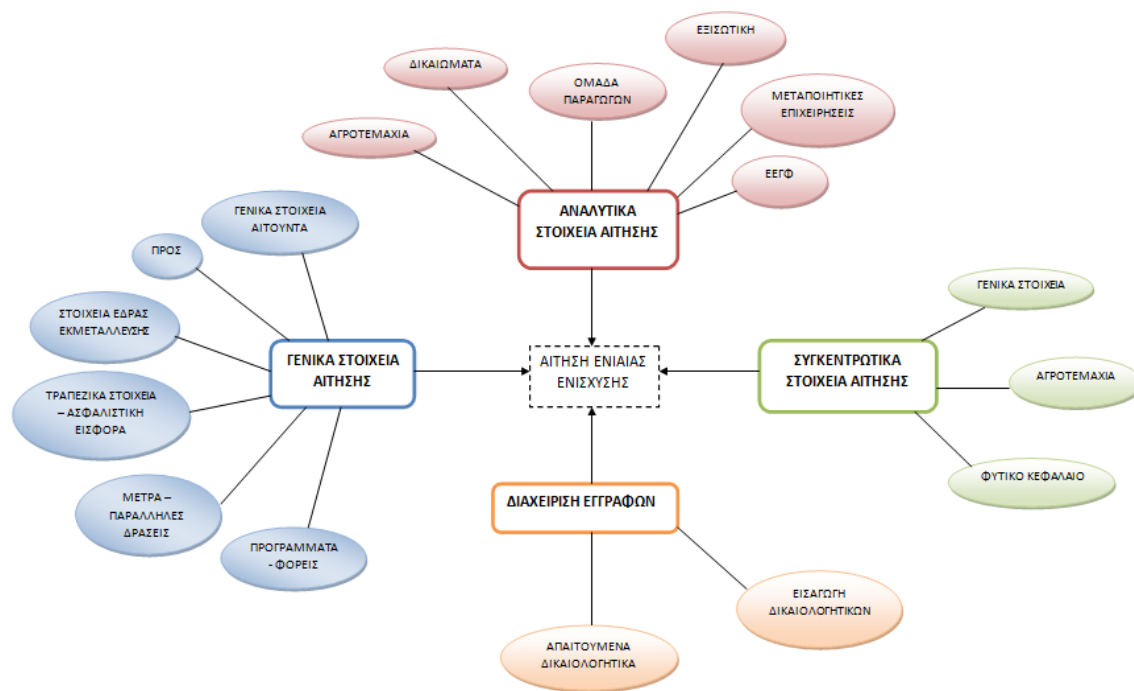 ΕΞΙΣΩΤΙΚΗ
ΔΙΚΑΙΩΜΑΤΑ
ΟΜΑΔΑ
ΠΑΡΑΓΩΓΩΝ
ΜΕΤΑΠΟΙΗΤΙΚΕΣ
ΕΠΙΧΕΙΡΗΣΕΙΣ
ΑΓΡΟΤΕΜΑΧΙΑ
ΕΕΓΦ
ΑΝΑΛΥΤΙΚΑ
ΣΤΟΙΧΕΙΑ ΑΙΤΗΣΗΣ
ΓΕΝΙΚΑ ΣΤΟΙΧΕΙΑ
ΑΙΤΟΥΝΤΑ
ΠΡΟΣ
ΣΤΟΙΧΕΙΑ ΕΔΡΑΣ
ΕΚΜΕΤΑΛΛΕΥΣΗΣ
ΤΡΑΠΕΖΙΚΑ ΣΤΟΙΧΕΙΑ
– ΑΣΦΑΛΙΣΤΙΚΗ
ΕΙΣΦΟΡΑ
ΜΕΤΡΑ –
ΠΑΡΑΛΛΗΛΕΣ
ΔΡΑΣΕΙΣ
ΠΡΟΓΡΑΜΜΑΤΑ
- ΦΟΡΕΙΣ
ΓΕΝΙΚΑ ΣΤΟΙΧΕΙΑ
ΑΙΤΗΣΗΣ
ΑΙΤΗΣΗ ΕΝΙΑΙΑΣ
ΕΝΙΣΧΥΣΗΣ
ΣΥΓΚΕΝΤΡΩΤΙΚΑ
ΣΤΟΙΧΕΙΑ ΑΙΤΗΣΗΣ
ΓΕΝΙΚΑ ΣΤΟΙΧΕΙΑ
ΑΓΡΟΤΕΜΑΧΙΑ
ΦΥΤΙΚΟ ΚΕΦΑΛΑΙΟ
ΔΙΑΧΕΙΡΙΣΗ ΕΓΓΡΑΦΩΝ
ΕΙΣΑΓΩΓΗ
ΔΙΚΑΙΟΛΟΓΗΤΙΚΩΝ
ΑΠΑΙΤΟΥΜΕΝΑ
ΔΙΚΑΙΟΛΟΓΗΤΙΚΑ